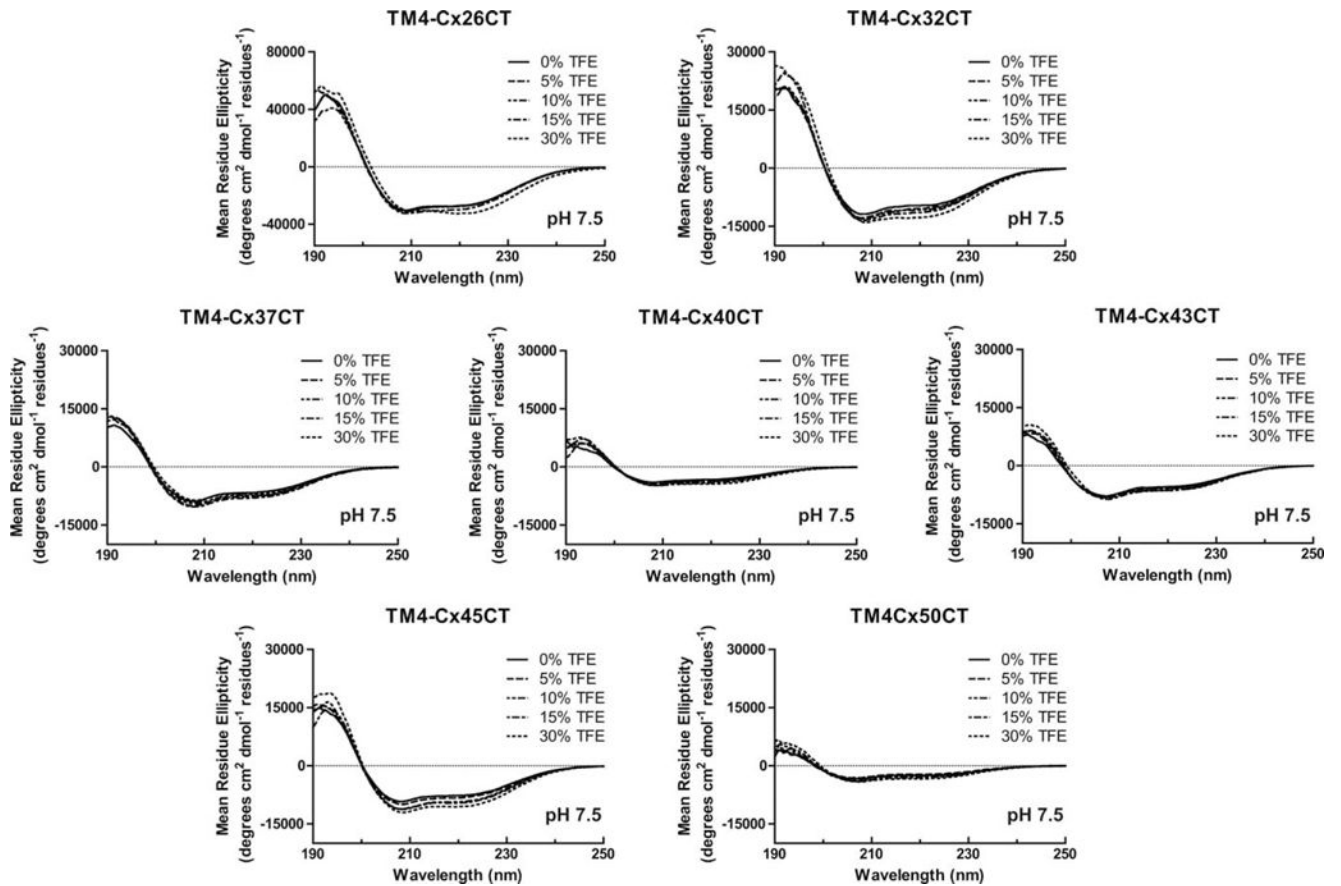 TM4-Cx26CT
Mean Residue Ellipticity
(degrees cm² dmol⁻¹ residues⁻¹)
80000
40000
0
-40000
0% TFE
5% TFE
10% TFE
15% TFE
30% TFE
pH 7.5
190
210
230
250
Wavelength (nm)
TM4-Cx32CT
Mean Residue Ellipticity
(degrees cm² dmol⁻¹ residues⁻¹)
30000
15000
0
-15000
0% TFE
5% TFE
10% TFE
15% TFE
30% TFE
pH 7.5
190
210
230
250
Wavelength (nm)
TM4-Cx37CT
Mean Residue Ellipticity
(degrees cm² dmol⁻¹ residues⁻¹)
30000
15000
0
-15000
0% TFE
5% TFE
10% TFE
15% TFE
30% TFE
pH 7.5
190
210
230
250
Wavelength (nm)
TM4-Cx40CT
Mean Residue Ellipticity
(degrees cm² dmol⁻¹ residues⁻¹)
30000
15000
0
-15000
0% TFE
5% TFE
10% TFE
15% TFE
30% TFE
pH 7.5
190
210
230
250
Wavelength (nm)
TM4-Cx43CT
Mean Residue Ellipticity
(degrees cm² dmol⁻¹ residues⁻¹)
30000
15000
0
-15000
0% TFE
5% TFE
10% TFE
15% TFE
30% TFE
pH 7.5
190
210
230
250
Wavelength (nm)
TM4-Cx45CT
Mean Residue Ellipticity
(degrees cm² dmol⁻¹ residues⁻¹)
30000
15000
0
-15000
0% TFE
5% TFE
10% TFE
15% TFE
30% TFE
pH 7.5
190
210
230
250
Wavelength (nm)
TM4Cx50CT
Mean Residue Ellipticity
(degrees cm² dmol⁻¹ residues⁻¹)
30000
15000
0
-15000
0% TFE
5% TFE
10% TFE
15% TFE
30% TFE
pH 7.5
190
210
230
250
Wavelength (nm)